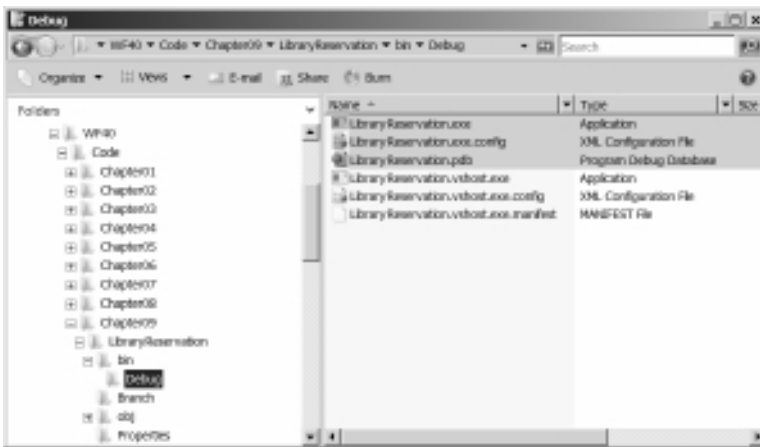 Debug
WF40 Code Chapter09 LibraryReservation bin Debug Search
Organize Views E-mail Share Burn
Folders
WF40
Code
Chapter01
Chapter02
Chapter03
Chapter04
Chapter05
Chapter06
Chapter07
Chapter08
Chapter09
LibraryReservation
bin
Debug
Branch
obj
Properties
Name Type Size
LibraryReservation.exe Application
LibraryReservation.exe.config XML Configuration File
LibraryReservation.pdb Program Debug Database
LibraryReservation.vshost.exe Application
LibraryReservation.vshost.exe.config XML Configuration File
LibraryReservation.vshost.exe.manifest MANIFEST File